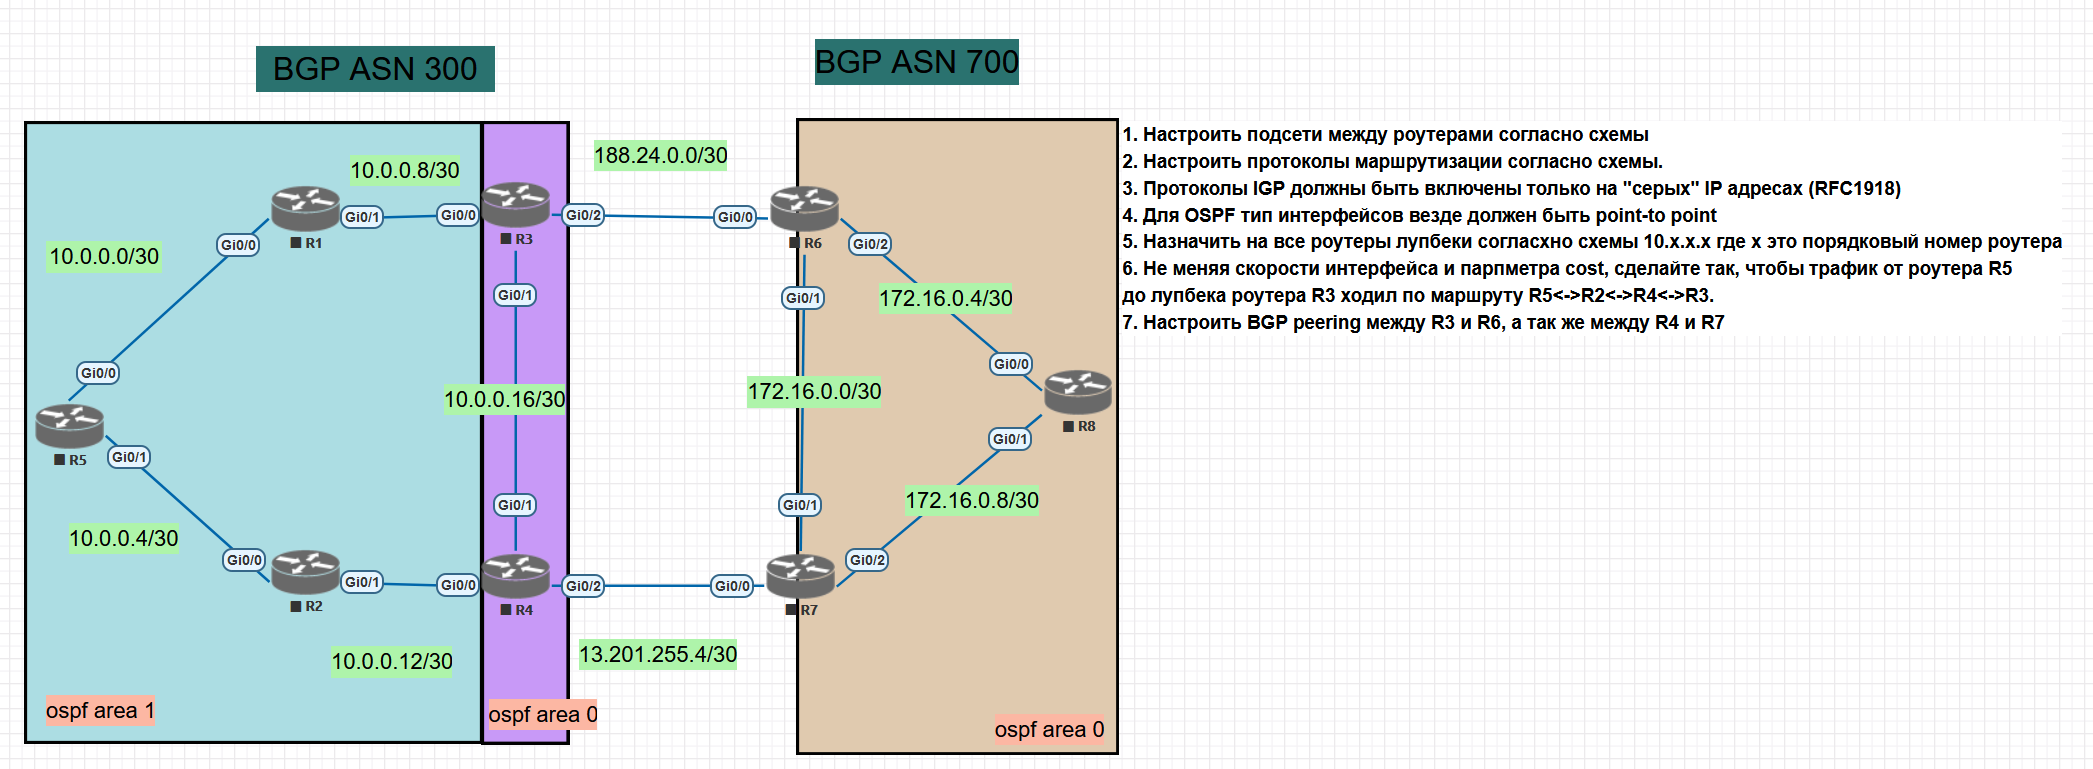 BGP ASN 300
BGP ASN 700
1. Настроить подсети между роутерами согласно схемы
2. Настроить протоколы маршрутизации согласно схемы.
3. Протоколы IGP должны быть включены только на "серых" IP адресах (RFC1918)
4. Для OSPF тип интерфейсов везде должен быть point-to point
5. Назначить на все роутеры лупбеки согласхно схемы 10.x.x.x где x это порядковый номер роутера
6. Не меняя скорости интерфейса и парпметра cost, сделайте так, чтобы трафик от роутера R5
до лупбека роутера R3 ходил по маршруту R5<->R2<->R4<->R3.
7. Настроить BGP peering между R3 и R6, а так же между R4 и R7
188.24.0.0/30
10.0.0.8/30
Gi0/1
Gi0/0
Gi0/2
Gi0/0
R1
R3
R6
Gi0/0
Gi0/2
10.0.0.0/30
Gi0/1
Gi0/1
172.16.0.4/30
Gi0/0
Gi0/0
10.0.0.16/30
172.16.0.0/30
R8
R5
Gi0/1
Gi0/1
172.16.0.8/30
Gi0/1
Gi0/1
10.0.0.4/30
Gi0/0
Gi0/1
Gi0/0
Gi0/2
Gi0/0
Gi0/2
R2
R4
R7
10.0.0.12/30
13.201.255.4/30
ospf area 1
ospf area 0
ospf area 0